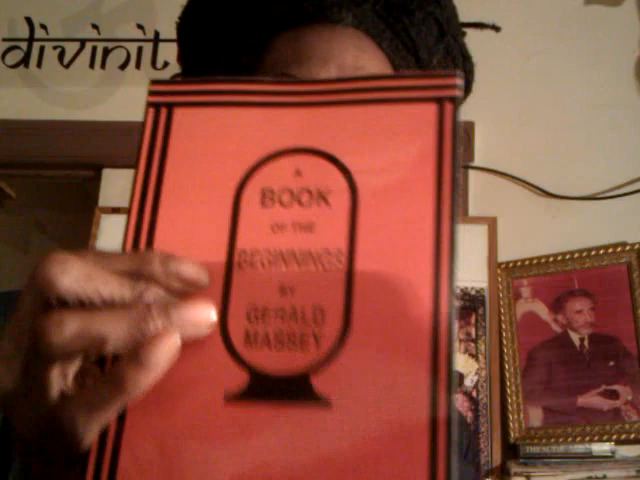 divinit
A
BOOK
OF THE
BEGINNINGS
BY
GERALD
MASSEY